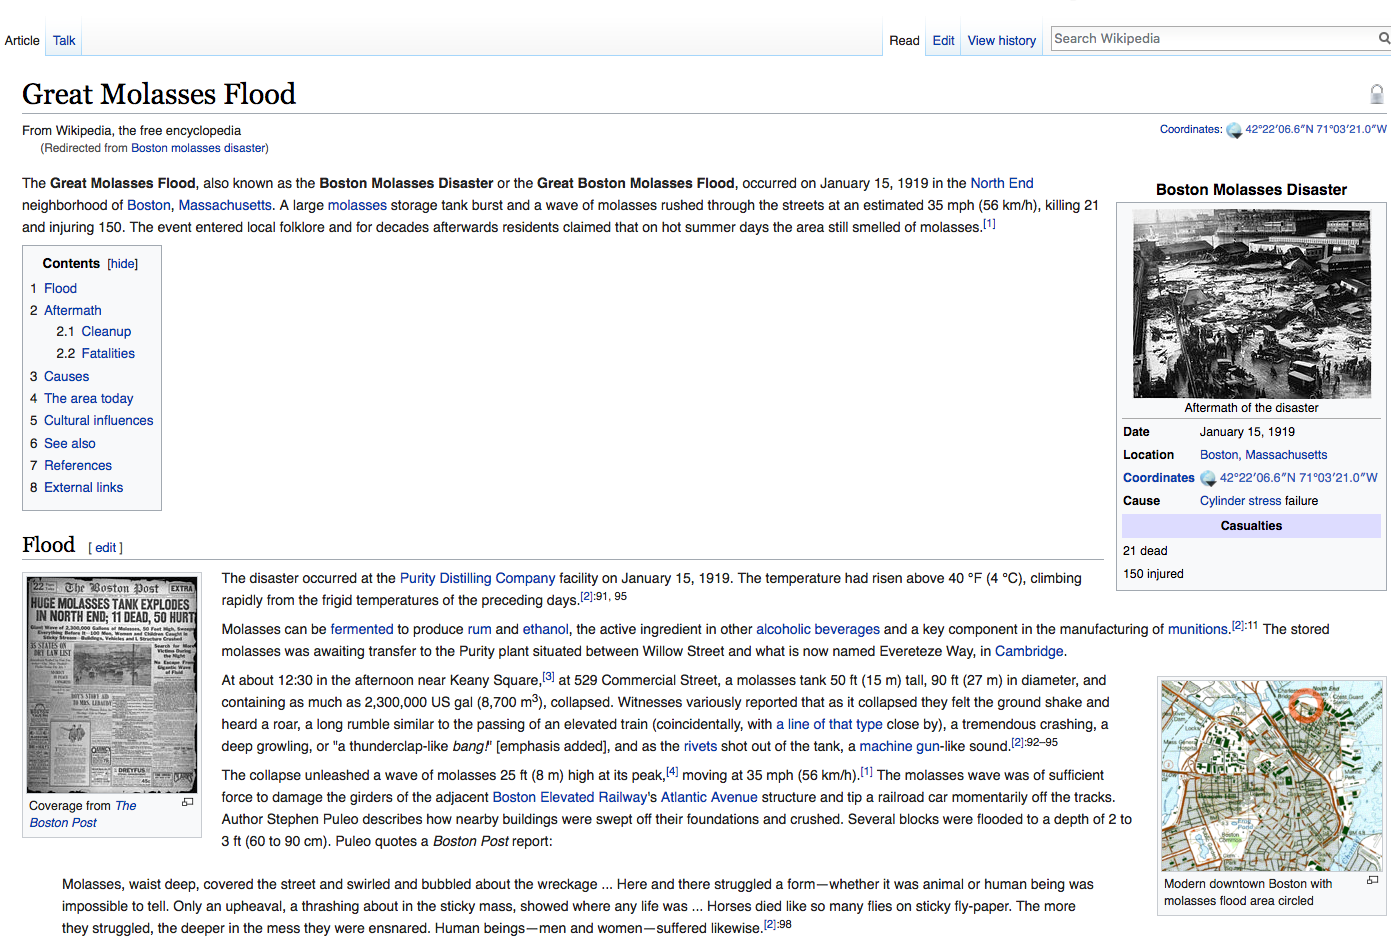 Article Talk Read Edit View history Search Wikipedia
Great Molasses Flood
From Wikipedia, the free encyclopedia
Coordinates: 42°22′06.6″N 71°03′21.0″W
(Redirected from Boston molasses disaster)
The Great Molasses Flood, also known as the Boston Molasses Disaster or the Great Boston Molasses Flood, occurred on January 15, 1919 in the North End
neighborhood of Boston, Massachusetts. A large molasses storage tank burst and a wave of molasses rushed through the streets at an estimated 35 mph (56 km/h), killing 21
and injuring 150. The event entered local folklore and for decades afterwards residents claimed that on hot summer days the area still smelled of molasses.[1]
Boston Molasses Disaster
Aftermath of the disaster
Date January 15, 1919
Location Boston, Massachusetts
Coordinates 42°22′06.6″N 71°03′21.0″W
Cause Cylinder stress failure
Casualties
21 dead
150 injured
Contents [hide]
1 Flood
2 Aftermath
2.1 Cleanup
2.2 Fatalities
3 Causes
4 The area today
5 Cultural influences
6 See also
7 References
8 External links
Flood [ edit ]
The Boston Post EXTRA
HUGE MOLASSES TANK EXPLODES
IN NORTH END; 11 DEAD, 50 HURT
Coverage from The
Boston Post
The disaster occurred at the Purity Distilling Company facility on January 15, 1919. The temperature had risen above 40 °F (4 °C), climbing
rapidly from the frigid temperatures of the preceding days.[2]:91, 95
Molasses can be fermented to produce rum and ethanol, the active ingredient in other alcoholic beverages and a key component in the manufacturing of munitions.[2]:11 The stored
molasses was awaiting transfer to the Purity plant situated between Willow Street and what is now named Evereteze Way, in Cambridge.
At about 12:30 in the afternoon near Keany Square,[3] at 529 Commercial Street, a molasses tank 50 ft (15 m) tall, 90 ft (27 m) in diameter, and
containing as much as 2,300,000 US gal (8,700 m3), collapsed. Witnesses variously reported that as it collapsed they felt the ground shake and
heard a roar, a long rumble similar to the passing of an elevated train (coincidentally, with a line of that type close by), a tremendous crashing, a
deep growling, or "a thunderclap-like bang!" [emphasis added], and as the rivets shot out of the tank, a machine gun-like sound.[2]:92–95
The collapse unleashed a wave of molasses 25 ft (8 m) high at its peak,[4] moving at 35 mph (56 km/h).[1] The molasses wave was of sufficient
force to damage the girders of the adjacent Boston Elevated Railway's Atlantic Avenue structure and tip a railroad car momentarily off the tracks.
Author Stephen Puleo describes how nearby buildings were swept off their foundations and crushed. Several blocks were flooded to a depth of 2 to
3 ft (60 to 90 cm). Puleo quotes a Boston Post report:
Modern downtown Boston with
molasses flood area circled
Molasses, waist deep, covered the street and swirled and bubbled about the wreckage ... Here and there struggled a form—whether it was animal or human being was
impossible to tell. Only an upheaval, a thrashing about in the sticky mass, showed where any life was ... Horses died like so many flies on sticky fly-paper. The more
they struggled, the deeper in the mess they were ensnared. Human beings—men and women—suffered likewise.[2]:98